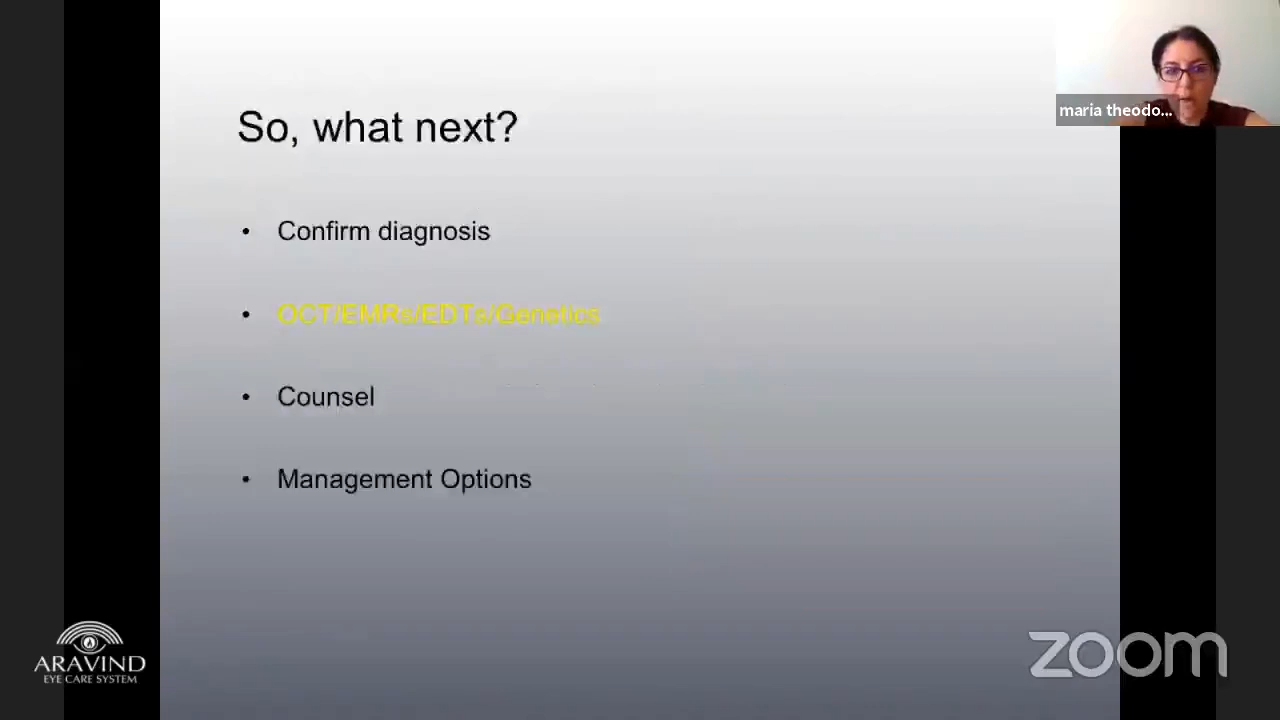 So, what next?
• Confirm diagnosis
• OCT/EMRs/EDTs/Genetics
• Counsel
• Management Options
maria theodo...
ARAVIND
EYE CARE SYSTEM
zoom